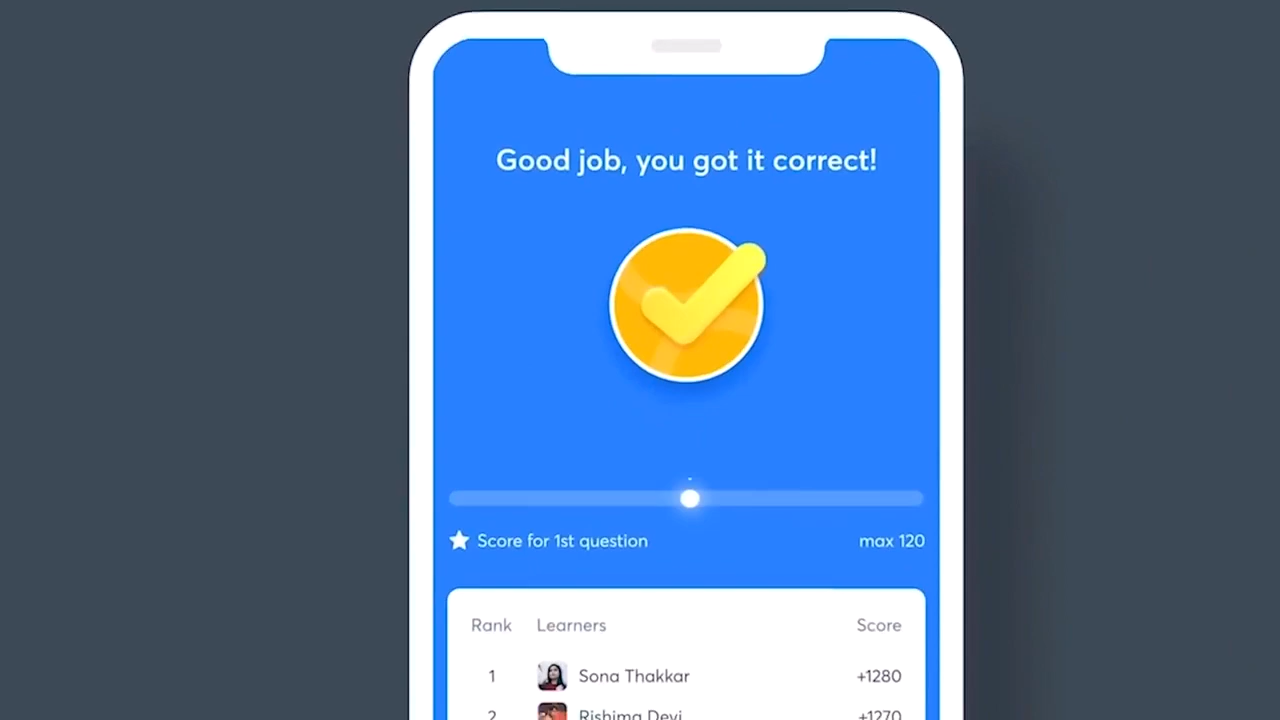 Good job, you got it correct!
Score for 1st question max 120
Rank Learners Score
1 Sona Thakkar +1280
2 Rishima Devi +1270